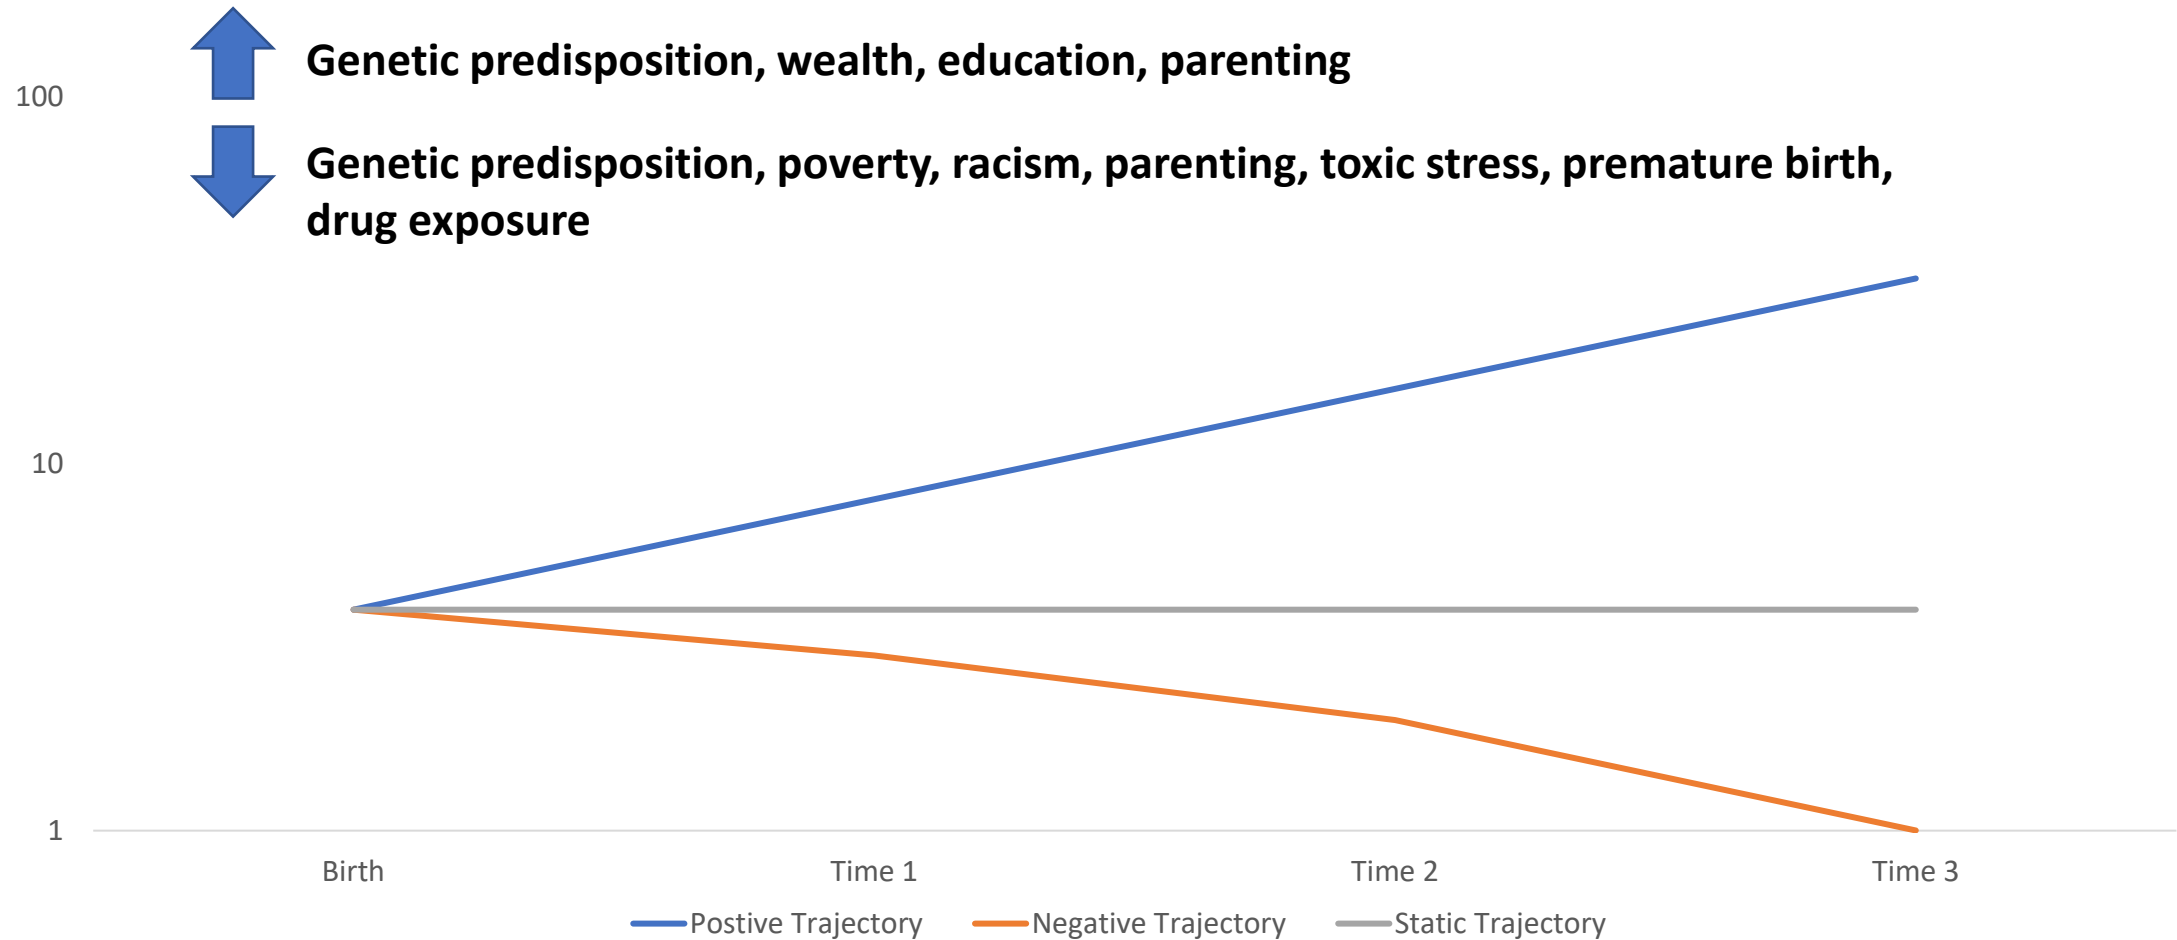 Genetic predisposition, wealth, education, parenting
100
Genetic predisposition, poverty, racism, parenting, toxic stress, premature birth,
drug exposure
10
1
Birth Time 1 Time 2 Time 3
Postive Trajectory Negative Trajectory Static Trajectory